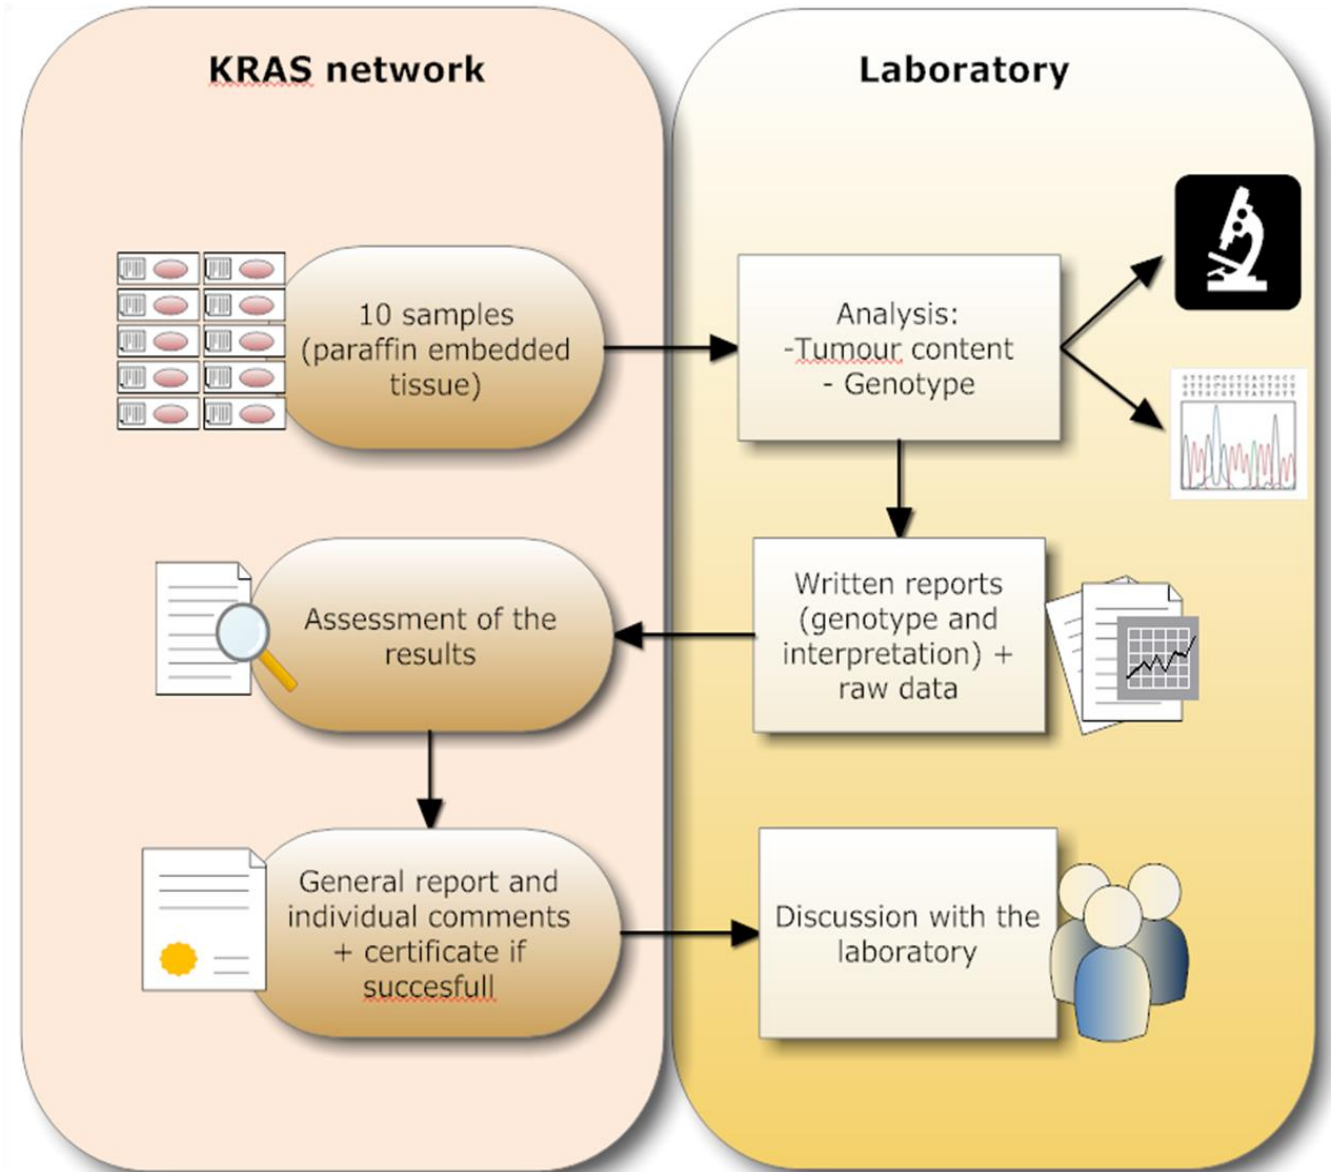 KRAS network
Laboratory
10 samples
(paraffin embedded
tissue)
Analysis:
-Tumour content
- Genotype
Written reports
(genotype and
interpretation) +
raw data
Assessment of the
results
General report and
individual comments
+ certificate if
succesfull
Discussion with the
laboratory